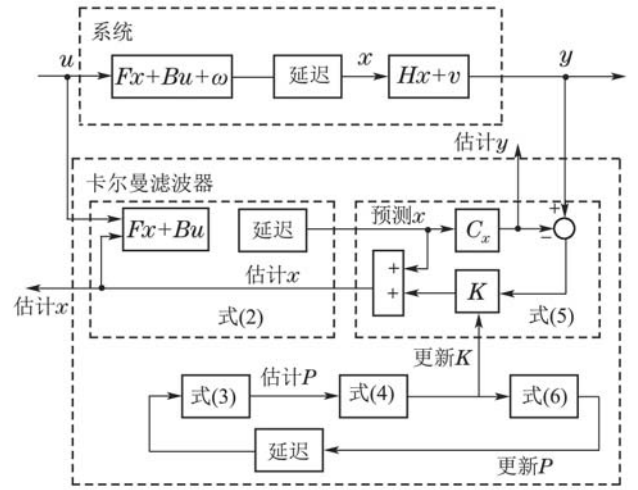 系统
u
Fx+Bu+ω
延迟
x
Hx+v
y
估计y
卡尔曼滤波器
Fx+Bu
延迟
预测x
Cx
+
−
估计x
估计x
+
+
K
式(2)
式(5)
更新K
式(3)
估计P
式(4)
式(6)
延迟
更新P